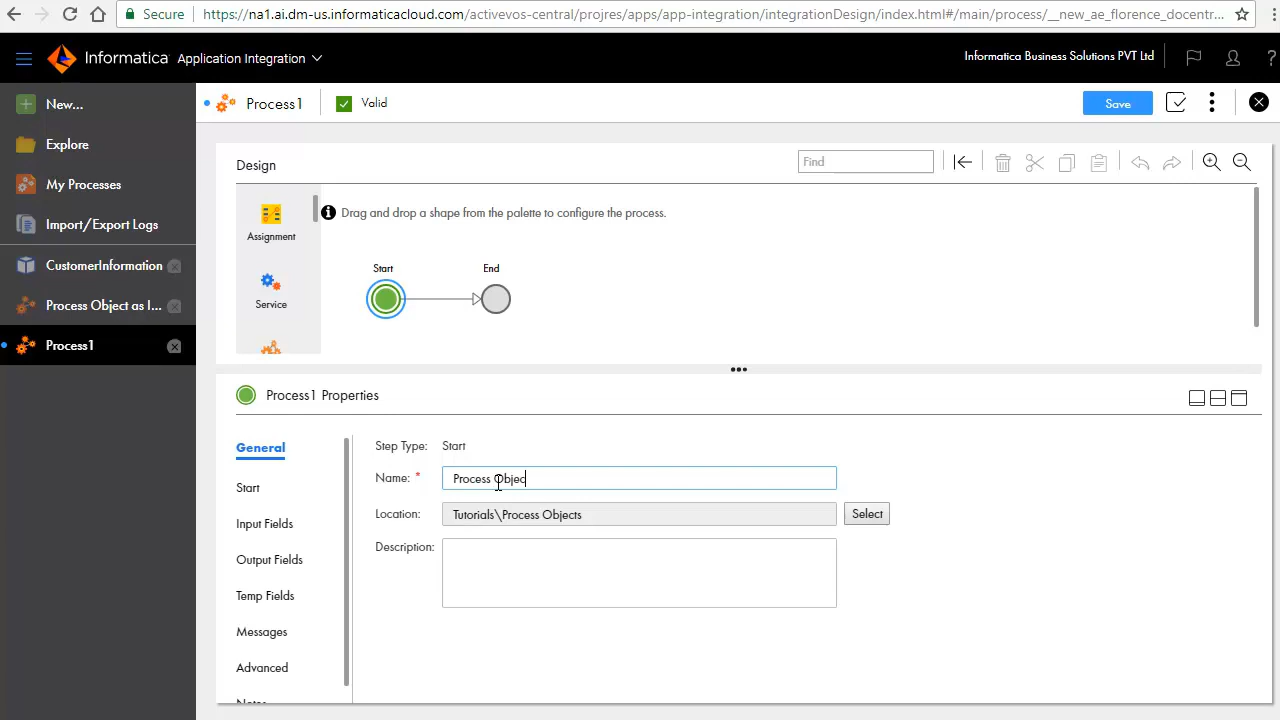 Secure
https://na1.ai.dm-us.informaticacloud.com/activevos-central/projres/apps/app-integration/integrationDesign/index.html#/main/process/__new_ae_florence_docentr...
Informatica Application Integration
Informatica Business Solutions PVT Ltd
?
New...
Explore
My Processes
Import/Export Logs
CustomerInformation
Process Object as I...
Process1
Process1
Valid
Save
Design
Find
Assignment
Service
Drag and drop a shape from the palette to configure the process.
Start
End
Process1 Properties
General
Start
Input Fields
Output Fields
Temp Fields
Messages
Advanced
Notes
Step Type: Start
Name: * Process Objec
Location: Tutorials\Process Objects Select
Description: